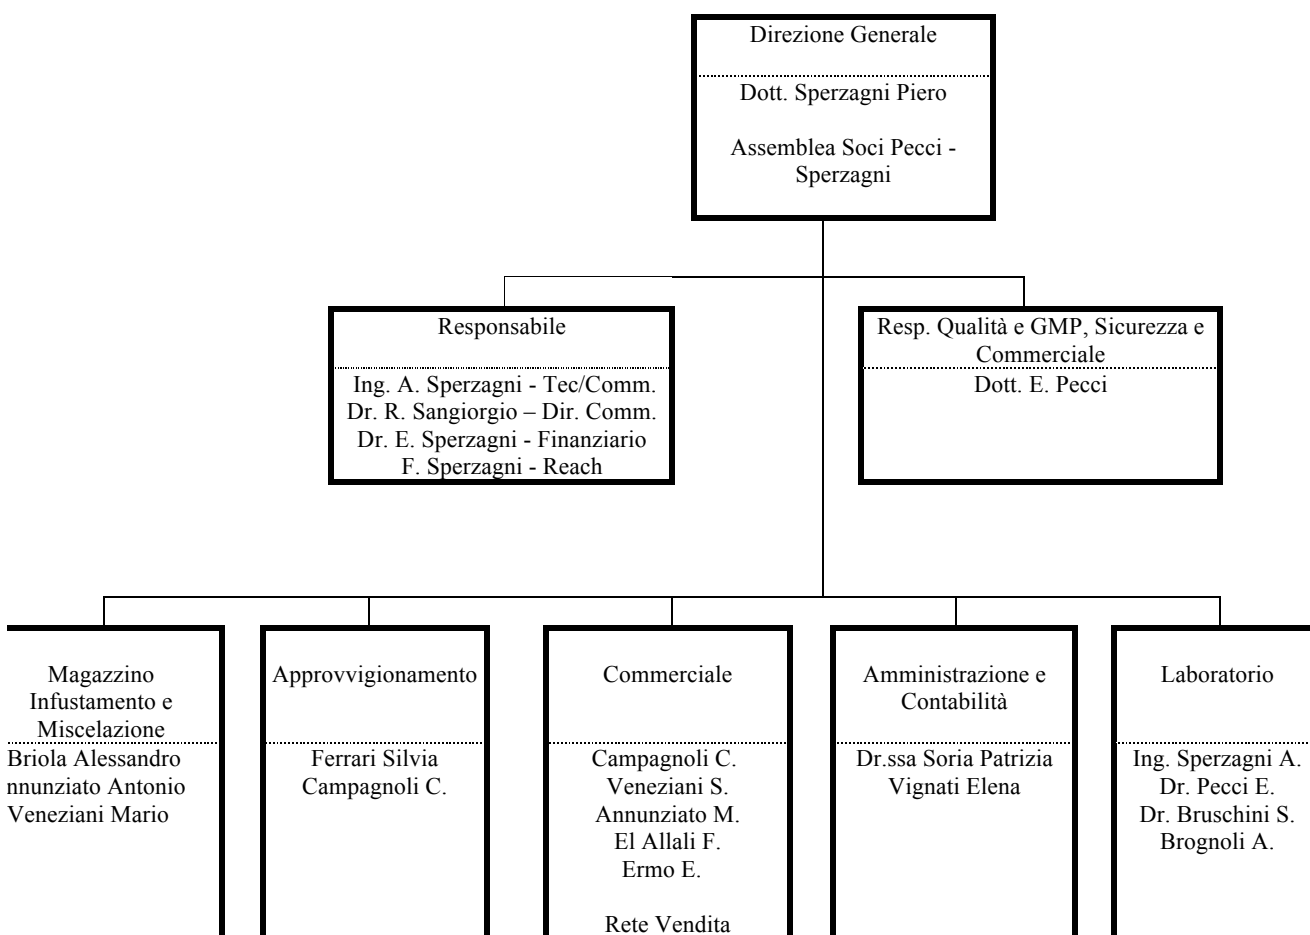 Direzione Generale
Dott. Sperzagni Piero
Assemblea Soci Pecci -
Sperzagni
Responsabile
Ing. A. Sperzagni - Tec/Comm.
Dr. R. Sangiorgio – Dir. Comm.
Dr. E. Sperzagni - Finanziario
F. Sperzagni - Reach
Resp. Qualità e GMP, Sicurezza e
Commerciale
Dott. E. Pecci
Magazzino
Infustamento e
Miscelazione
Briola Alessandro
nnunziato Antonio
Veneziani Mario
Approvvigionamento
Ferrari Silvia
Campagnoli C.
Commerciale
Campagnoli C.
Veneziani S.
Annunziato M.
El Allali F.
Ermo E.
Rete Vendita
Amministrazione e
Contabilità
Dr.ssa Soria Patrizia
Vignati Elena
Laboratorio
Ing. Sperzagni A.
Dr. Pecci E.
Dr. Bruschini S.
Brognoli A.